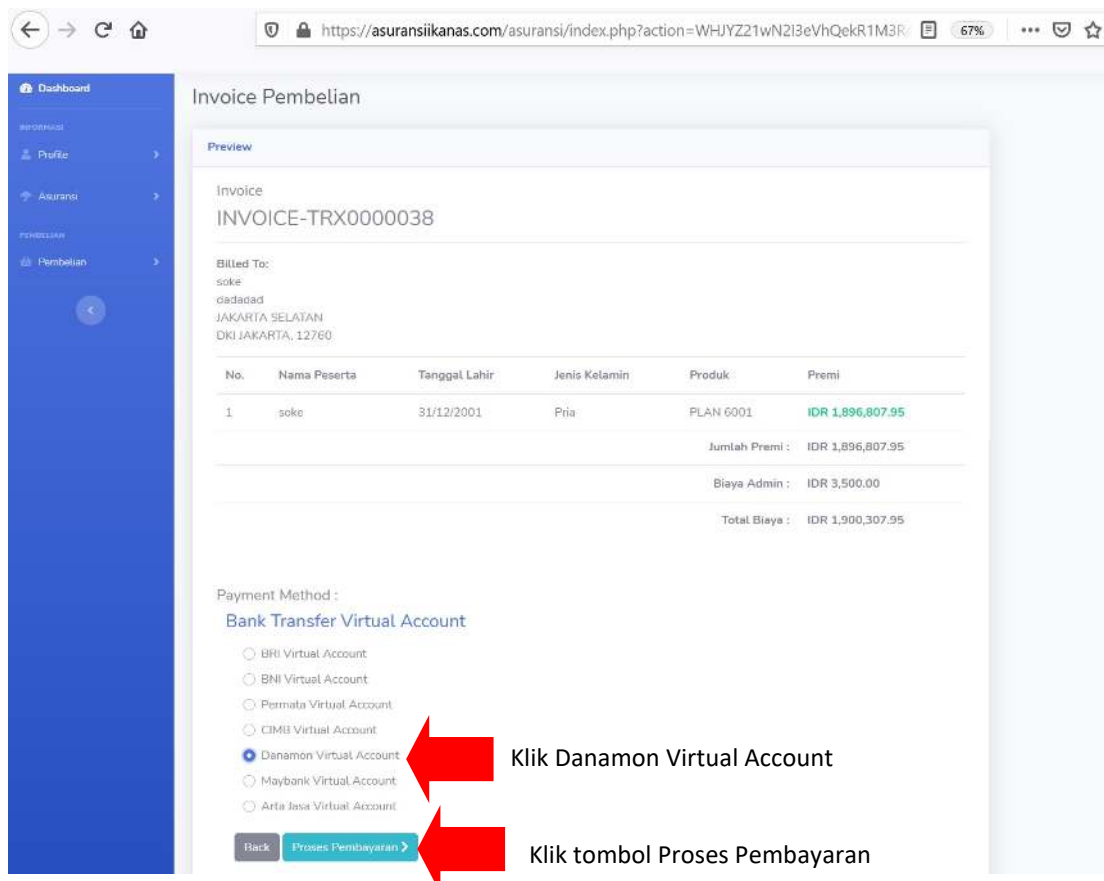 https://asuransiikanas.com/asuransi/index.php?action=WHJYZ21wN2l3eVhQekR1M3R
67%
Dashboard
Invoice Pembelian
INFORMASI
Profile
Preview
Asuransi
Invoice
INVOICE-TRX0000038
PEMBELIAN
Pembelian
Billed To:
soke
dadadad
JAKARTA SELATAN
DKI JAKARTA, 12760
No. Nama Peserta Tanggal Lahir Jenis Kelamin Produk Premi
1 soke 31/12/2001 Pria PLAN 6001 IDR 1,896,807.95
Jumlah Premi : IDR 1,896,807.95
Biaya Admin : IDR 3,500.00
Total Biaya : IDR 1,900,307.95
Payment Method :
Bank Transfer Virtual Account
BRI Virtual Account
BNI Virtual Account
Permata Virtual Account
CIMB Virtual Account
Danamon Virtual Account
Klik Danamon Virtual Account
Maybank Virtual Account
Arta Jasa Virtual Account
Back Proses Pembayaran
Klik tombol Proses Pembayaran